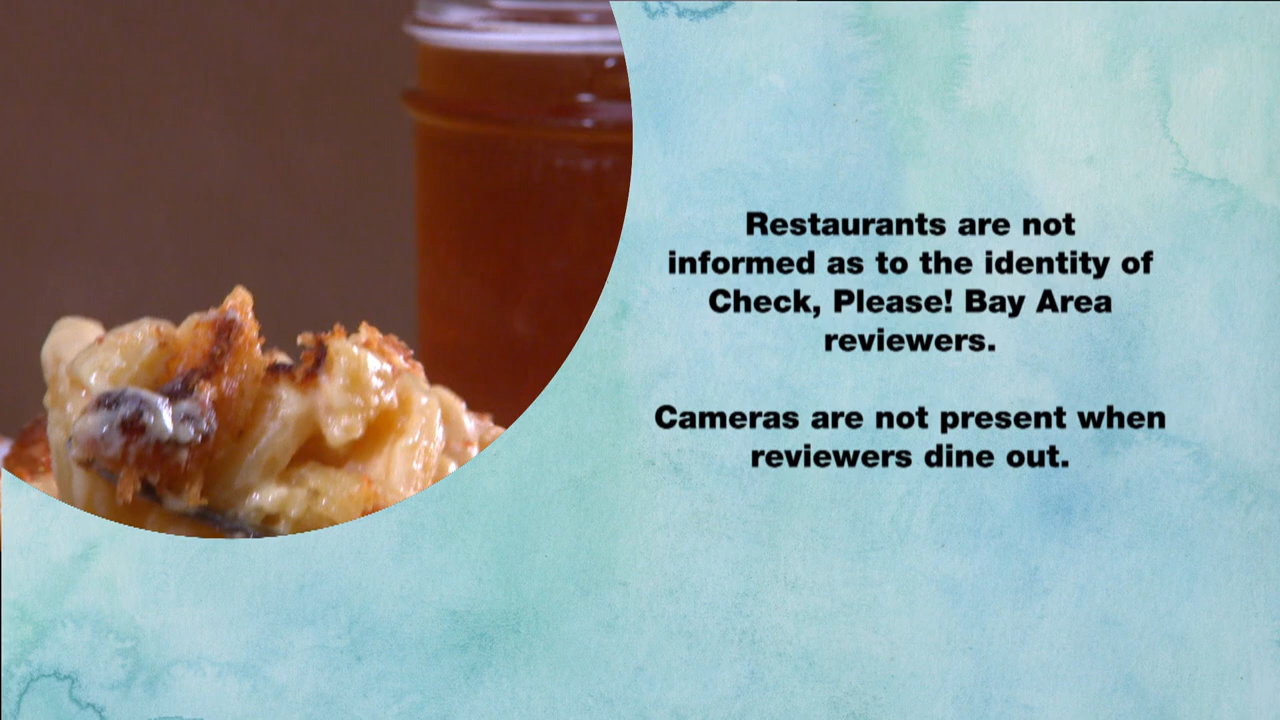 Restaurants are not
informed as to the identity of
Check, Please! Bay Area
reviewers.
Cameras are not present when
reviewers dine out.